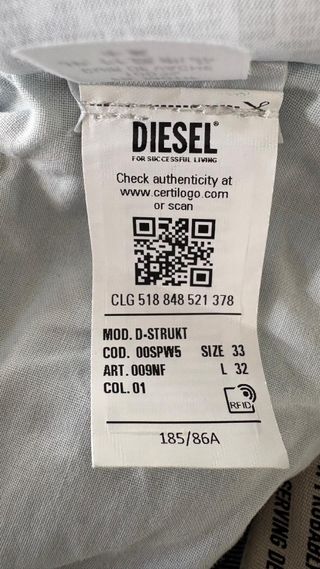 DIESEL®
FOR SUCCESSFUL LIVING
Check authenticity at
www.certilogo.com
or scan
CLG 518 848 521 378
MOD. D-STRUKT
COD. 00SPW5 SIZE 33
ART. 009NF L 32
COL. 01
RFID
185/86A